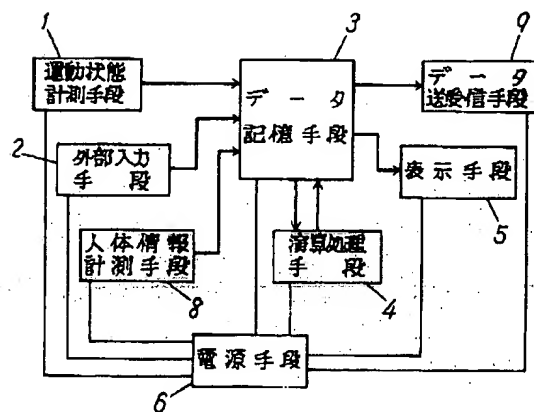 1
運動状態
計測手段
2
外部入力
手段
人体情報
計測手段
8
3
データ
記憶手段
演算処理
手段
4
9
データ
送受信手段
表示手段
5
電源手段
6